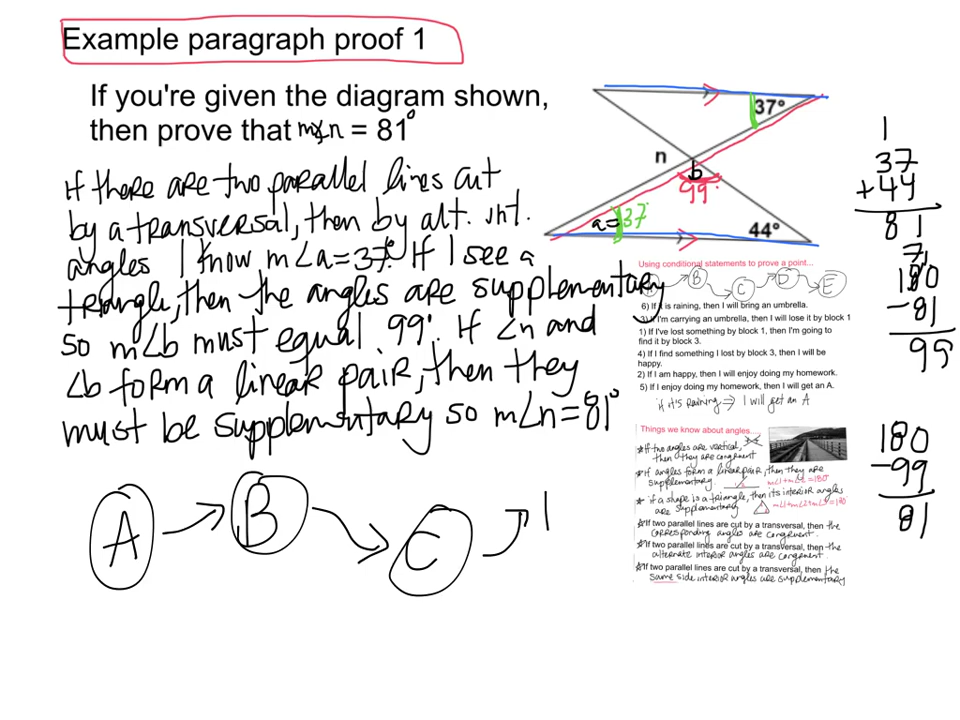 Example paragraph proof 1
If you're given the diagram shown,
then prove that m∠n = 81°
If there are two parallel lines cut
by a transversal, then by alt. int.
angles I know m∠a = 37°. If I see a
triangle, then the angles are supplementary
so m∠b must equal 99°. If ∠n and
∠b form a linear pair, then they
must be supplementary so m∠n = 81°
A
B
C
37°
n
b
99°
a=
37°
44°
1
37
+44
81
7
180
-81
99
180
-99
81
Using conditional statements to prove a point...
B C D E
6) If it is raining, then I will bring an umbrella.
3) If I'm carrying an umbrella, then I will lose it by block 1
1) If I've lost something by block 1, then I'm going to
find it by block 3.
4) If I find something I lost by block 3, then I will be
happy.
2) If I am happy, then I will enjoy doing my homework.
5) If I enjoy doing my homework, then I will get an A.
if it's raining ⇒ I will get an A
Things we know about angles....
*If two angles are vertical,
then they are congruent
*If angles form a linear pair, then they are
supplementary.
m∠1+m∠2=180°
* if a shape is a triangle, then its interior angles
are supplementary
m∠1+m∠2+m∠3=180°
*If two parallel lines are cut by a transversal, then the
corresponding angles are congruent.
*If two parallel lines are cut by a transversal, then the
alternate interior angles are congruent.
*If two parallel lines are cut by a transversal, then the
same side interior angles are supplementary